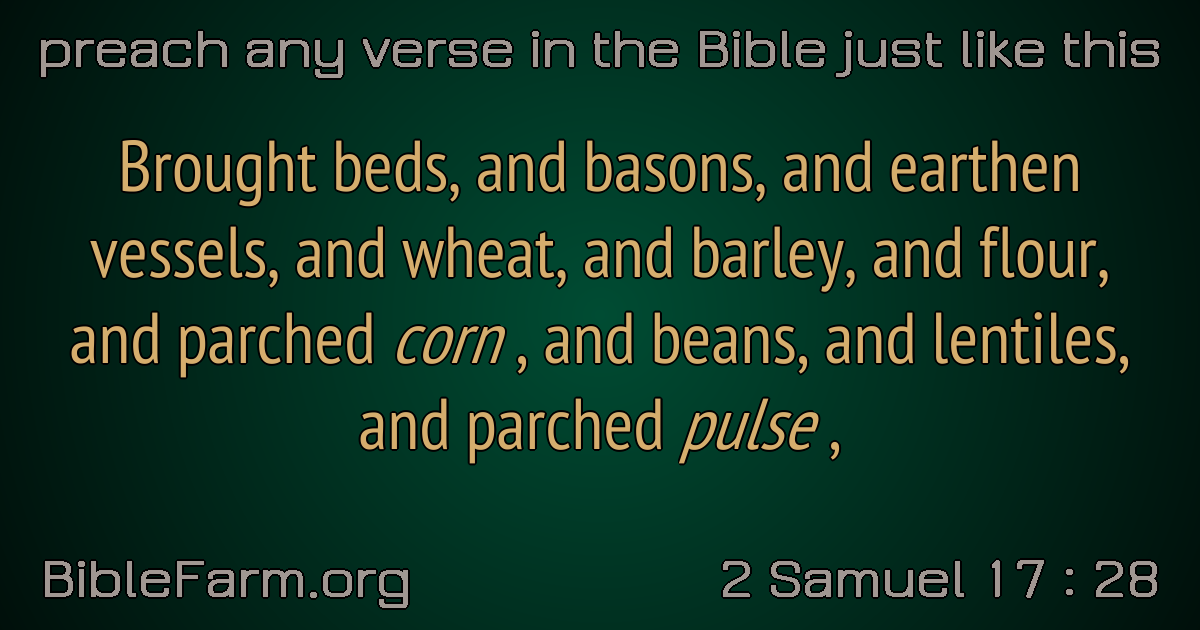 preach any verse in the Bible just like this
Brought beds, and basons, and earthen
vessels, and wheat, and barley, and flour,
and parched corn , and beans, and lentiles,
and parched pulse ,
BibleFarm.org
2 Samuel 17 : 28